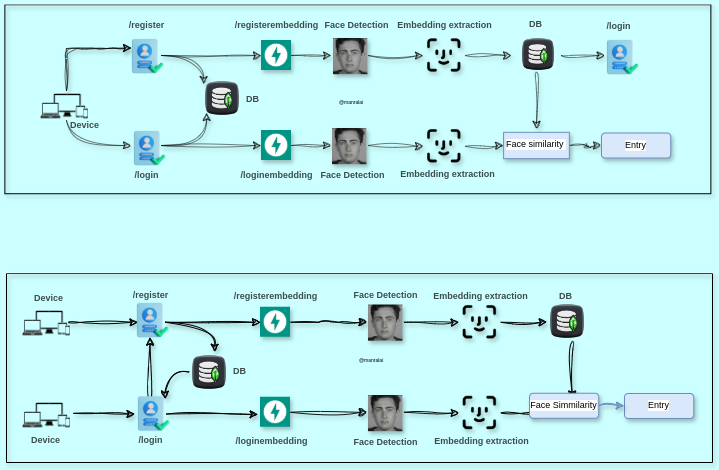 /register
/registerembedding
Face Detection
Embedding extraction
DB
/login
DB
@manralai
Device
Face similarity
Entry
/login
/loginembedding
Face Detection
Embedding extraction
Device
/register
/registerembedding
Face Detection
Embedding extraction
DB
@manralai
DB
Face Simmilarity
Entry
Device
/login
/loginembedding
Face Detection
Embedding extraction